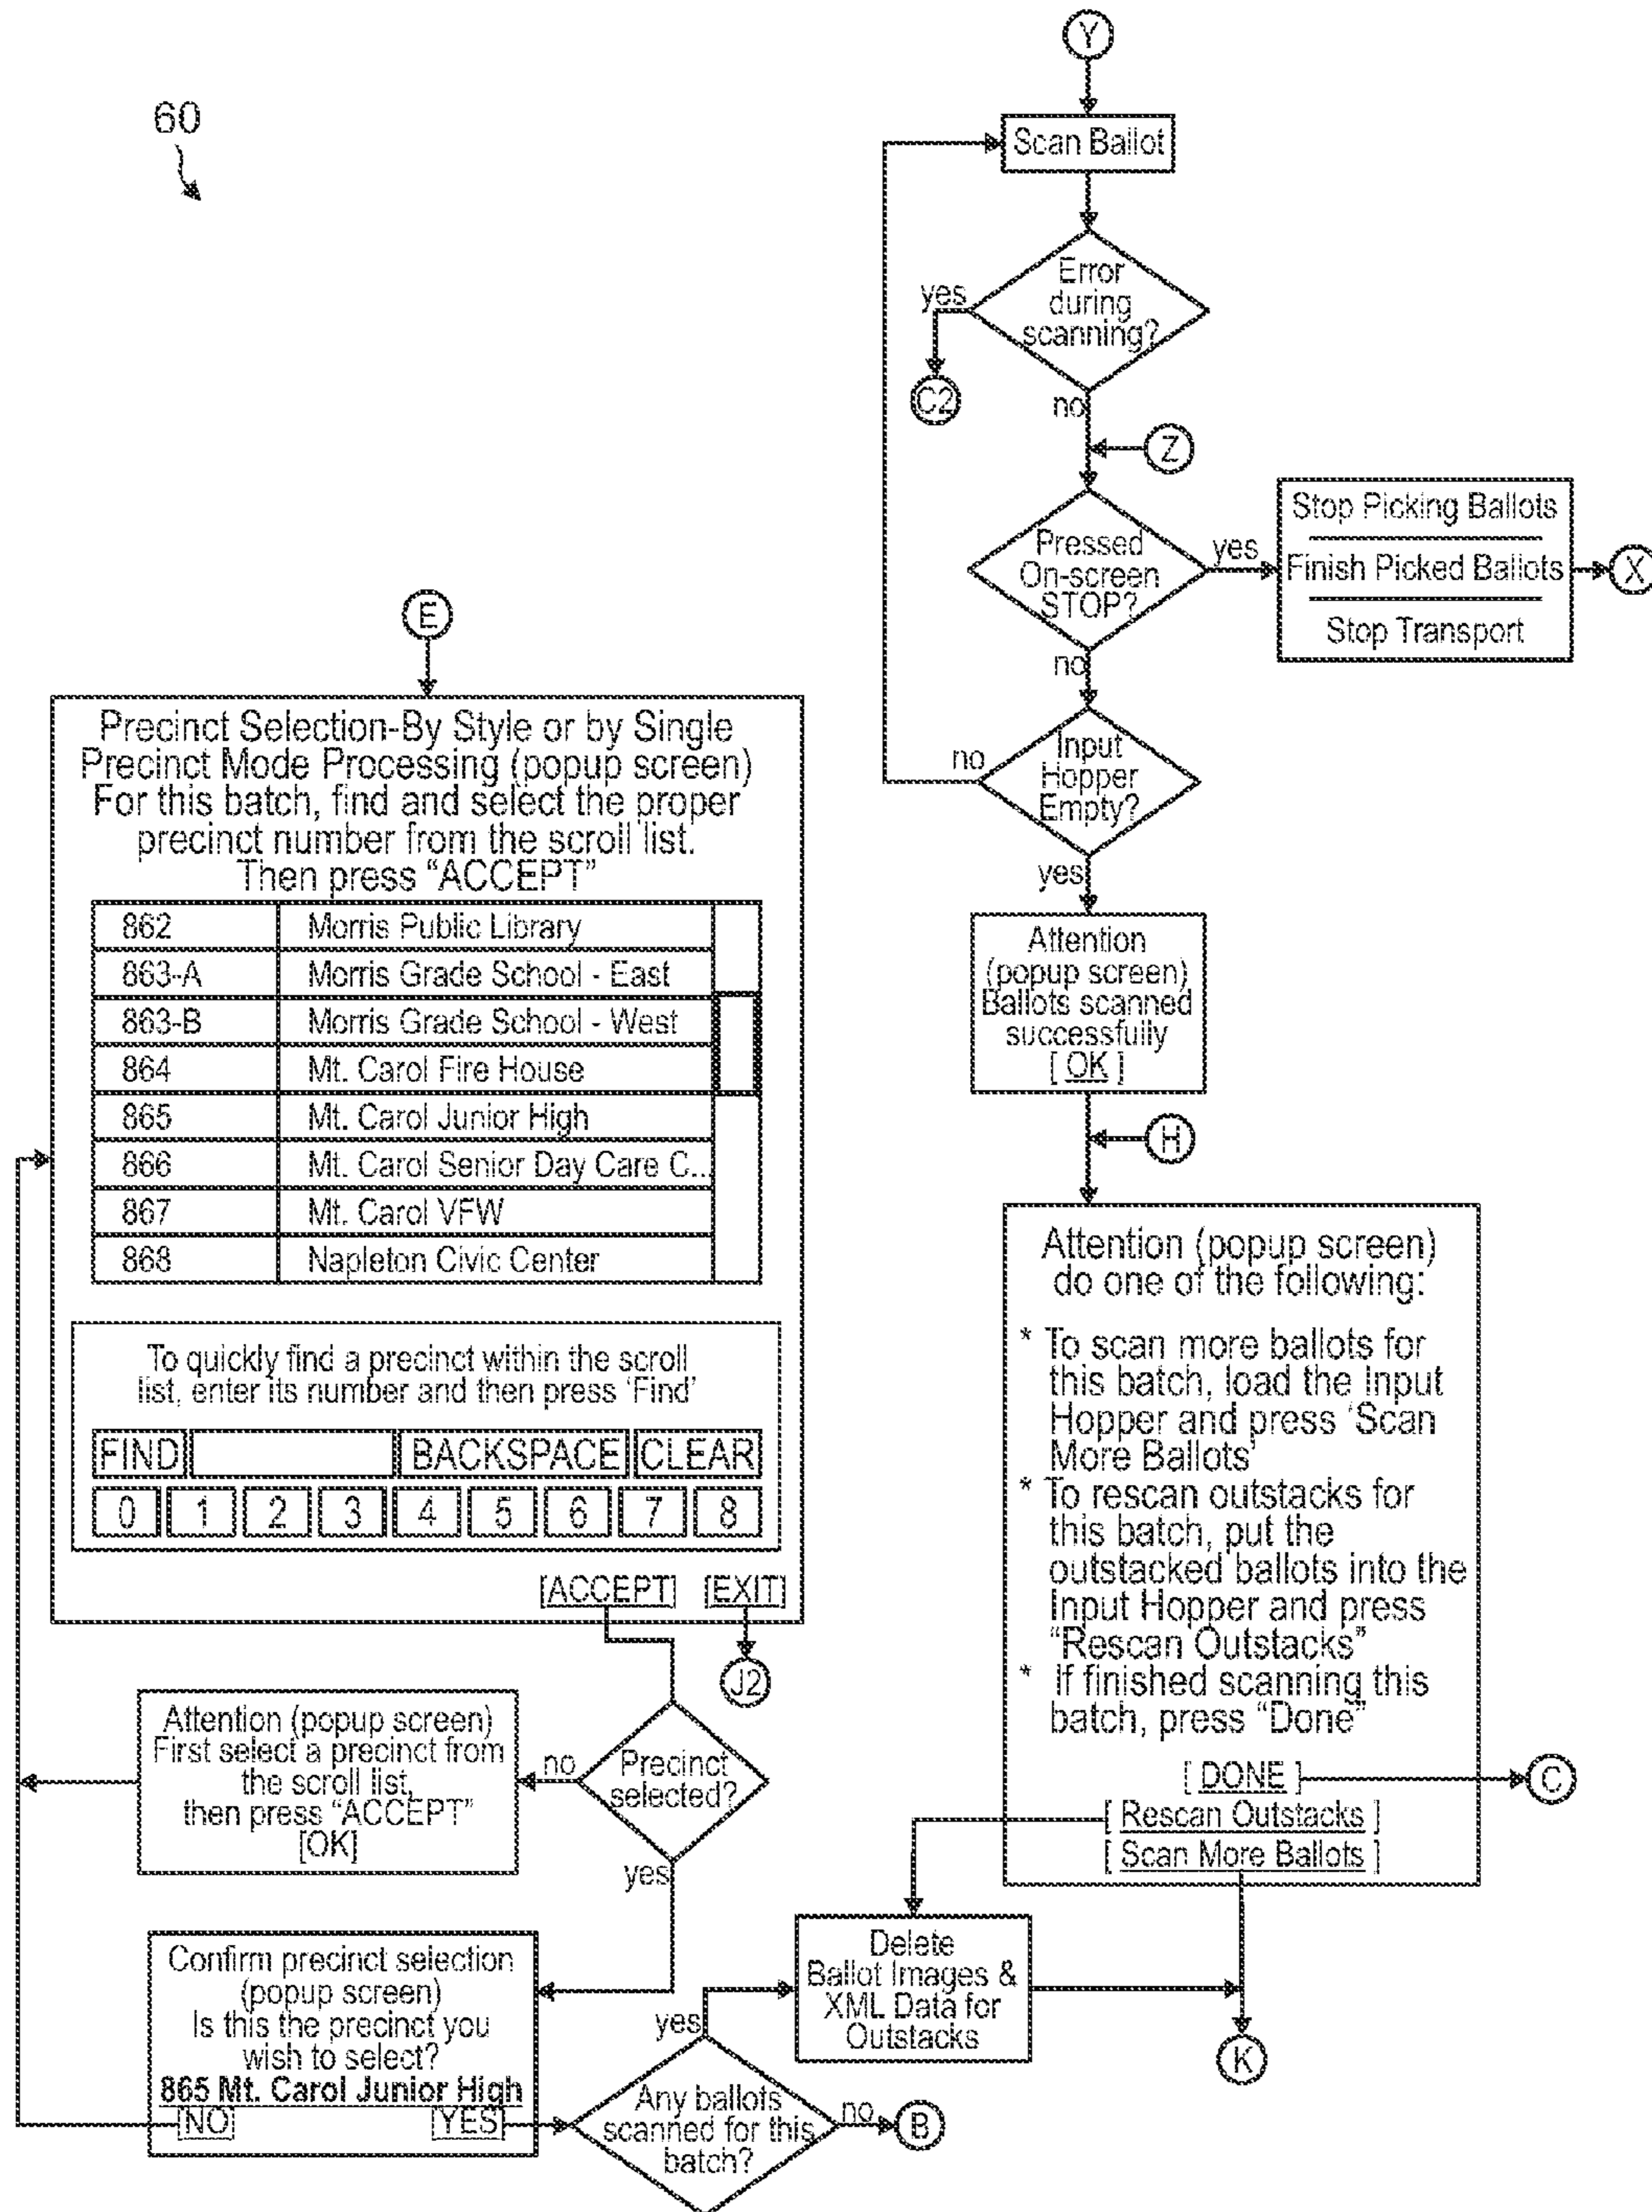 60
Y
Scan Ballot
Error
during
scanning?
yes
C2
no
Z
Pressed
On-screen
STOP?
yes
Stop Picking Ballots
Finish Picked Ballots
Stop Transport
X
no
Input
Hopper
Empty?
no
yes
Attention
(popup screen)
Ballots scanned
successfully
[ OK ]
H
Attention (popup screen)
do one of the following:
* To scan more ballots for
this batch, load the Input
Hopper and press 'Scan
More Ballots'
* To rescan outstacks for
this batch, put the
outstacked ballots into the
Input Hopper and press
“Rescan Outstacks”
* If finished scanning this
batch, press “Done”
[ DONE ]
C
[ Rescan Outstacks ]
[ Scan More Ballots ]
E
Precinct Selection-By Style or by Single
Precinct Mode Processing (popup screen)
For this batch, find and select the proper
precinct number from the scroll list.
Then press “ACCEPT”
862 Morris Public Library
863-A Morris Grade School - East
863-B Morris Grade School - West
864 Mt. Carol Fire House
865 Mt. Carol Junior High
866 Mt. Carol Senior Day Care C...
867 Mt. Carol VFW
868 Napleton Civic Center
To quickly find a precinct within the scroll
list, enter its number and then press 'Find'
FIND BACKSPACE CLEAR
0 1 2 3 4 5 6 7 8
[ACCEPT] [EXIT]
J2
Attention (popup screen)
First select a precinct from
the scroll list,
then press “ACCEPT”
[OK]
no
Precinct
selected?
yes
Confirm precinct selection
(popup screen)
Is this the precinct you
wish to select?
865 Mt. Carol Junior High
[NO] [YES]
Any ballots
scanned for this
batch?
yes
no
B
Delete
Ballot Images &
XML Data for
Outstacks
K